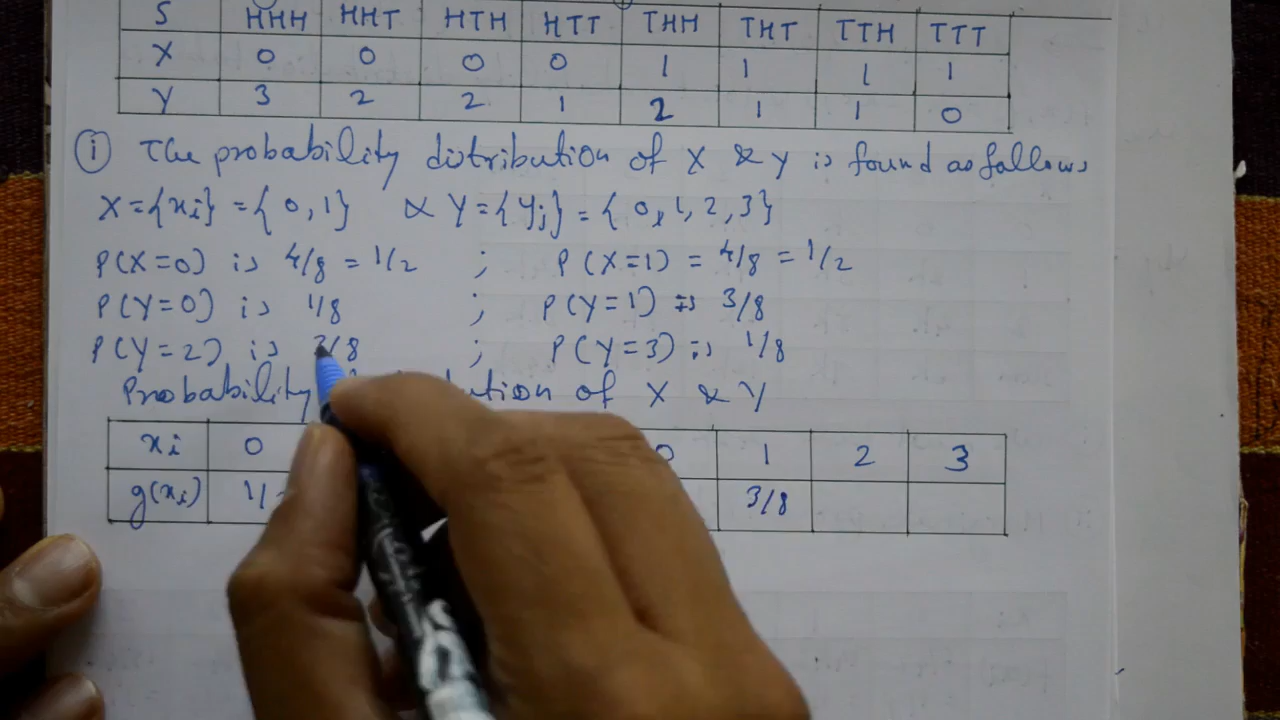 S HHH HHT HTH HTT THH THT TTH TTT
X 0 0 0 0 1 1 1 1
Y 3 2 2 1 2 1 1 0
(i) The probability distribution of X & Y is found as follows
X = {xi} = { 0, 1} & Y = {yj} = { 0, 1, 2, 3}
P(X=0) is 4/8 = 1/2 ; P (X=1) = 4/8 = 1/2
P(Y=0) is 1/8 ; P(Y=1) is 3/8
P(Y=2) is 3/8 ; P(Y=3) is 1/8
Probability of X & Y
xi 0 1 2 3
g(xi) 3/8